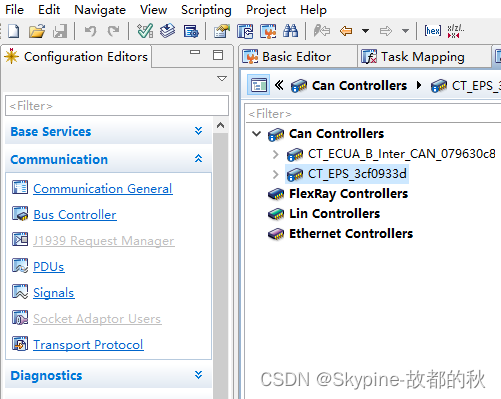 File Edit Navigate View Scripting Project Help
[hex] x/z/..
Configuration Editors
<Filter>
Base Services
Communication
Communication General
Bus Controller
J1939 Request Manager
PDUs
Signals
Socket Adaptor Users
Transport Protocol
Diagnostics
Basic Editor Task Mapping
Can Controllers CT_EPS_3
<Filter>
Can Controllers
CT_ECUA_B_Inter_CAN_079630c8
CT_EPS_3cf0933d
FlexRay Controllers
Lin Controllers
Ethernet Controllers
CSDN @Skypine-故都的秋